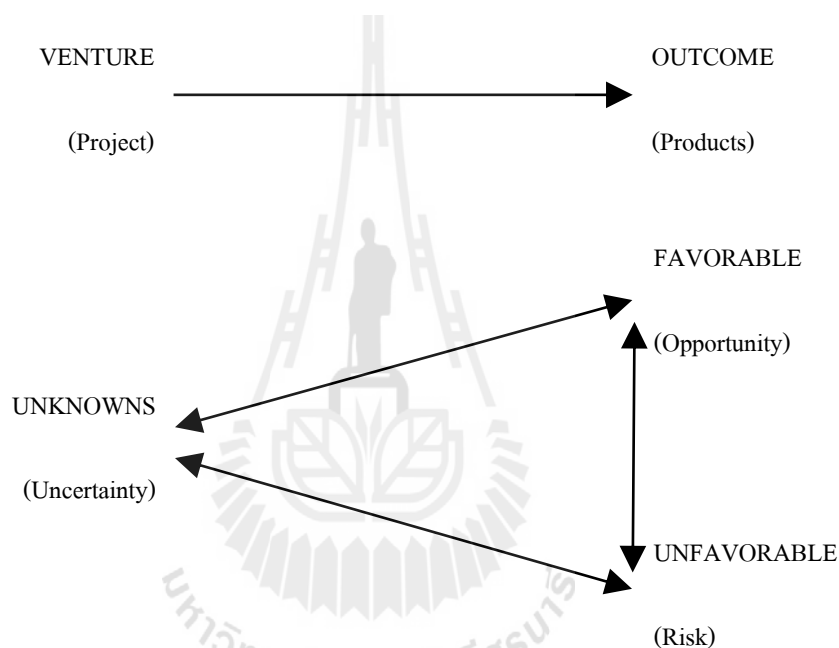 VENTURE
OUTCOME
(Project)
(Products)
FAVORABLE
(Opportunity)
UNKNOWNS
(Uncertainty)
UNFAVORABLE
(Risk)